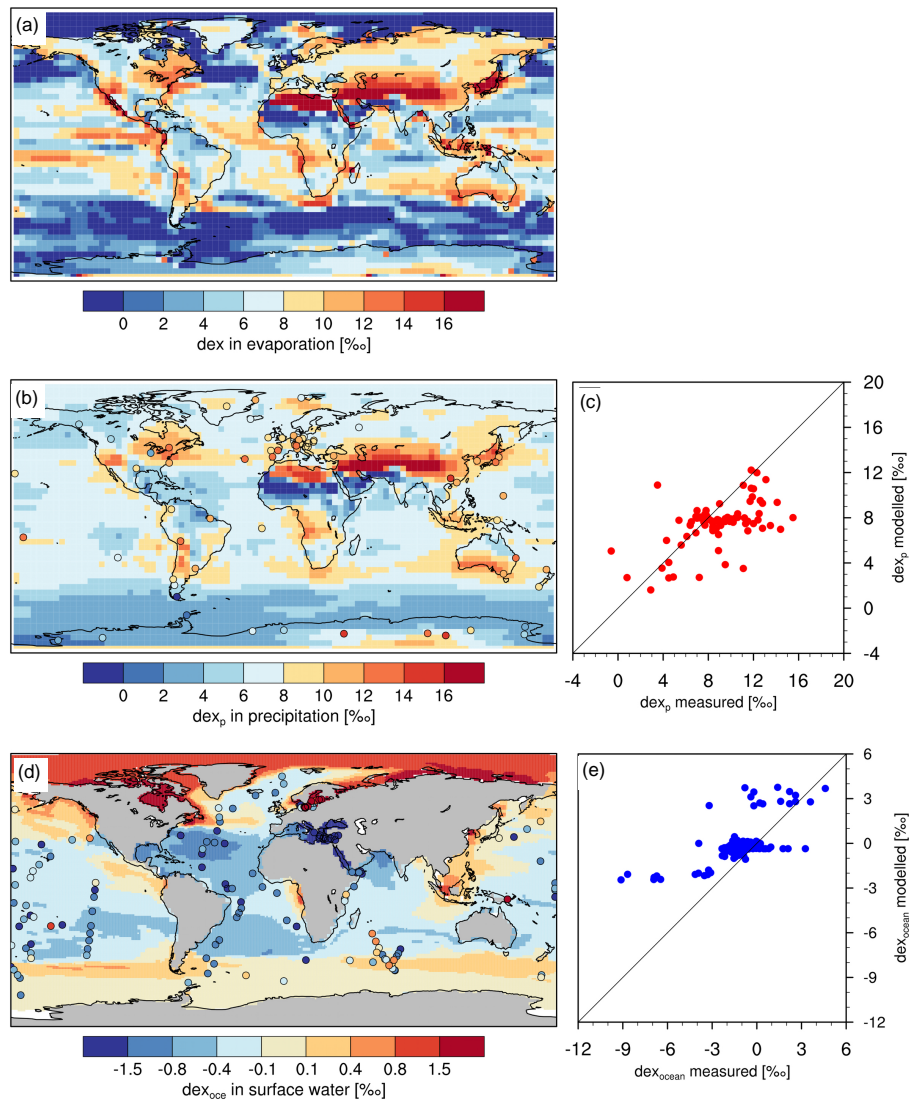 (a)
0 2 4 6 8 10 12 14 16
dex in evaporation [‰]
(b)
0 2 4 6 8 10 12 14 16
dexp in precipitation [‰]
(c)
20
16
12
8
4
0
-4
dexp modelled [‰]
-4 0 4 8 12 16 20
dexp measured [‰]
(d)
-1.5 -0.8 -0.4 -0.1 0.1 0.4 0.8 1.5
dexoce in surface water [‰]
(e)
6
3
0
-3
-6
-9
-12
dexocean modelled [‰]
-12 -9 -6 -3 0 3 6
dexocean measured [‰]